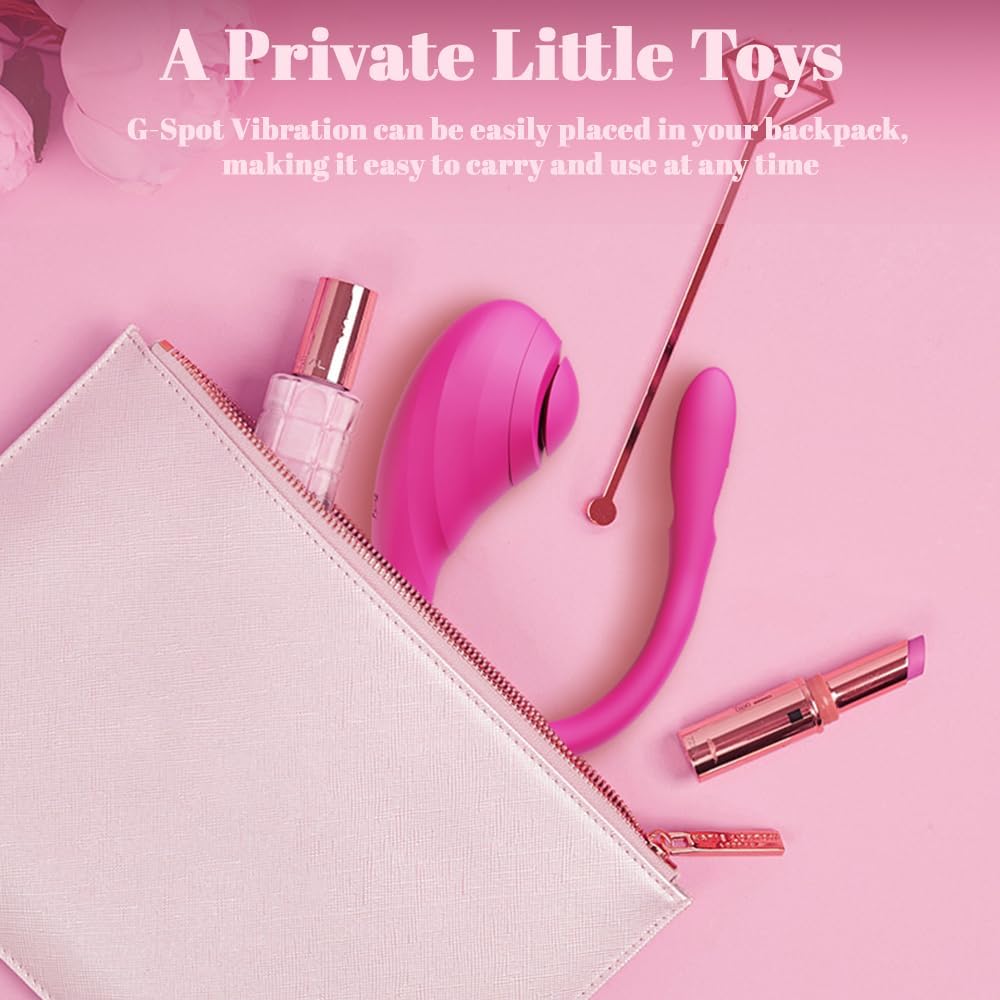 A Private Little Toys
G-Spot Vibration can be easily placed in your backpack,
making it easy to carry and use at any time